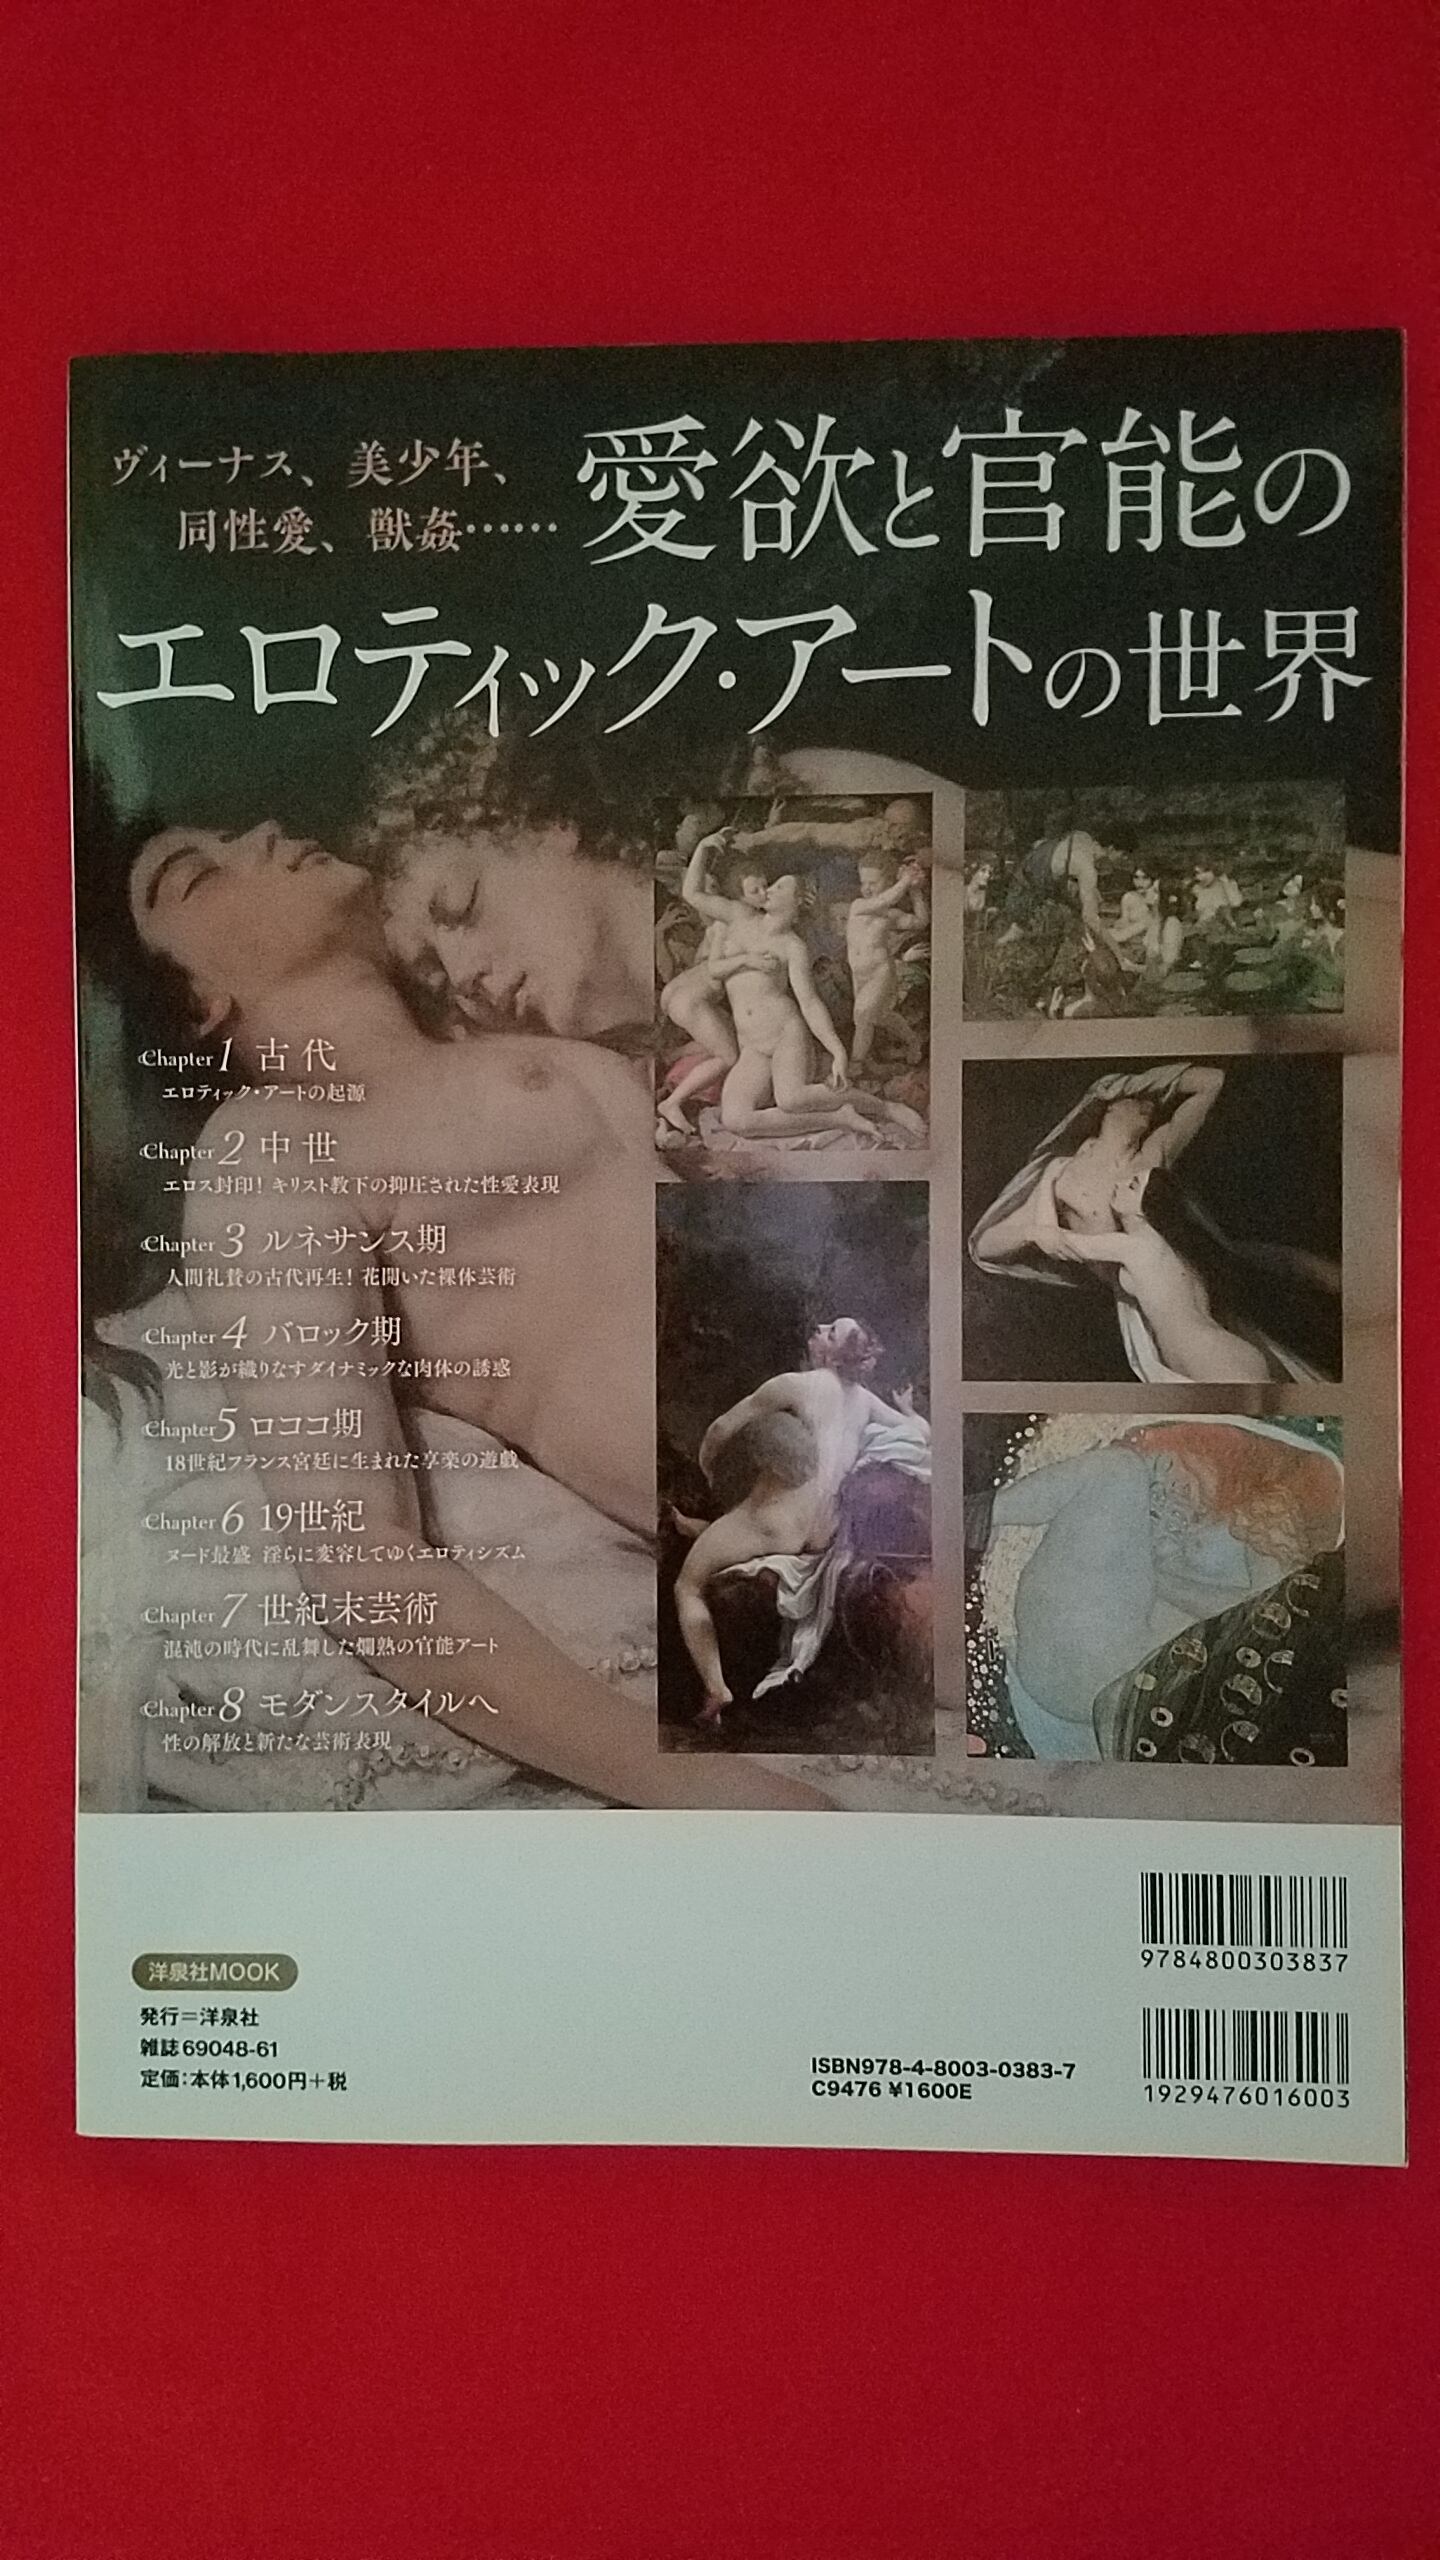 ヴィーナス、美少年、
同性愛、獣姦……
愛欲と官能の
エロティック・アートの世界
Chapter 1 古代
エロティック・アートの起源
Chapter 2 中世
エロス封印！キリスト教下の抑圧された性愛表現
Chapter 3 ルネサンス期
人間礼賛の古代再生！花開いた裸体芸術
Chapter 4 バロック期
光と影が織りなすダイナミックな肉体の誘惑
Chapter 5 ロココ期
18世紀フランス宮廷に生まれた享楽の遊戯
Chapter 6 19世紀
ヌード最盛 淫らに変容してゆくエロティシズム
Chapter 7 世紀末芸術
混沌の時代に乱舞した爛熟の官能アート
Chapter 8 モダンスタイルへ
性の解放と新たな芸術表現
洋泉社MOOK
発行＝洋泉社
雑誌69048-61
定価：本体1,600円＋税
ISBN978-4-8003-0383-7
C9476 ¥1600E
9784800303837
1929476016003